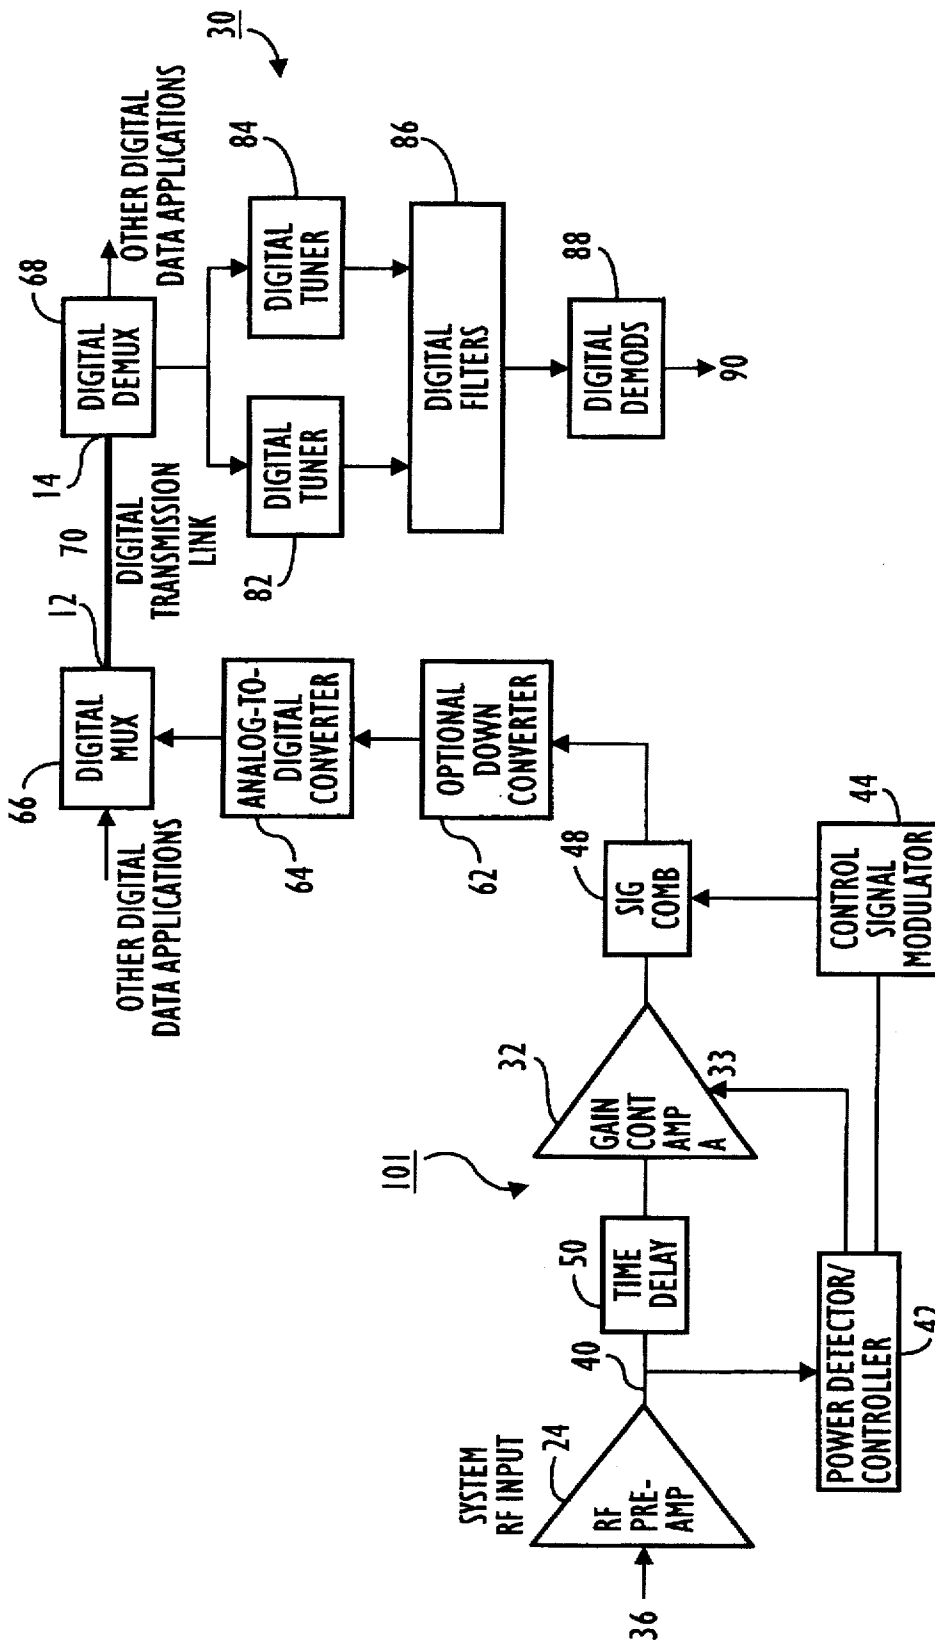 30
OTHER DIGITAL
DATA APPLICATIONS
68
DIGITAL
DEMUX
14
70
DIGITAL
TRANSMISSION
LINK
12
66
DIGITAL
MUX
OTHER DIGITAL
DATA APPLICATIONS
84
DIGITAL
TUNER
82
DIGITAL
TUNER
86
DIGITAL
FILTERS
88
DIGITAL
DEMODS
90
64
ANALOG-TO-
DIGITAL
CONVERTER
62
OPTIONAL
DOWN
CONVERTER
48
SIG
COMB
44
CONTROL
SIGNAL
MODULATOR
32
GAIN
CONT
AMP
A
33
101
50
TIME
DELAY
40
SYSTEM
RF INPUT
24
RF
PRE-
AMP
36
POWER DETECTOR/
CONTROLLER
42